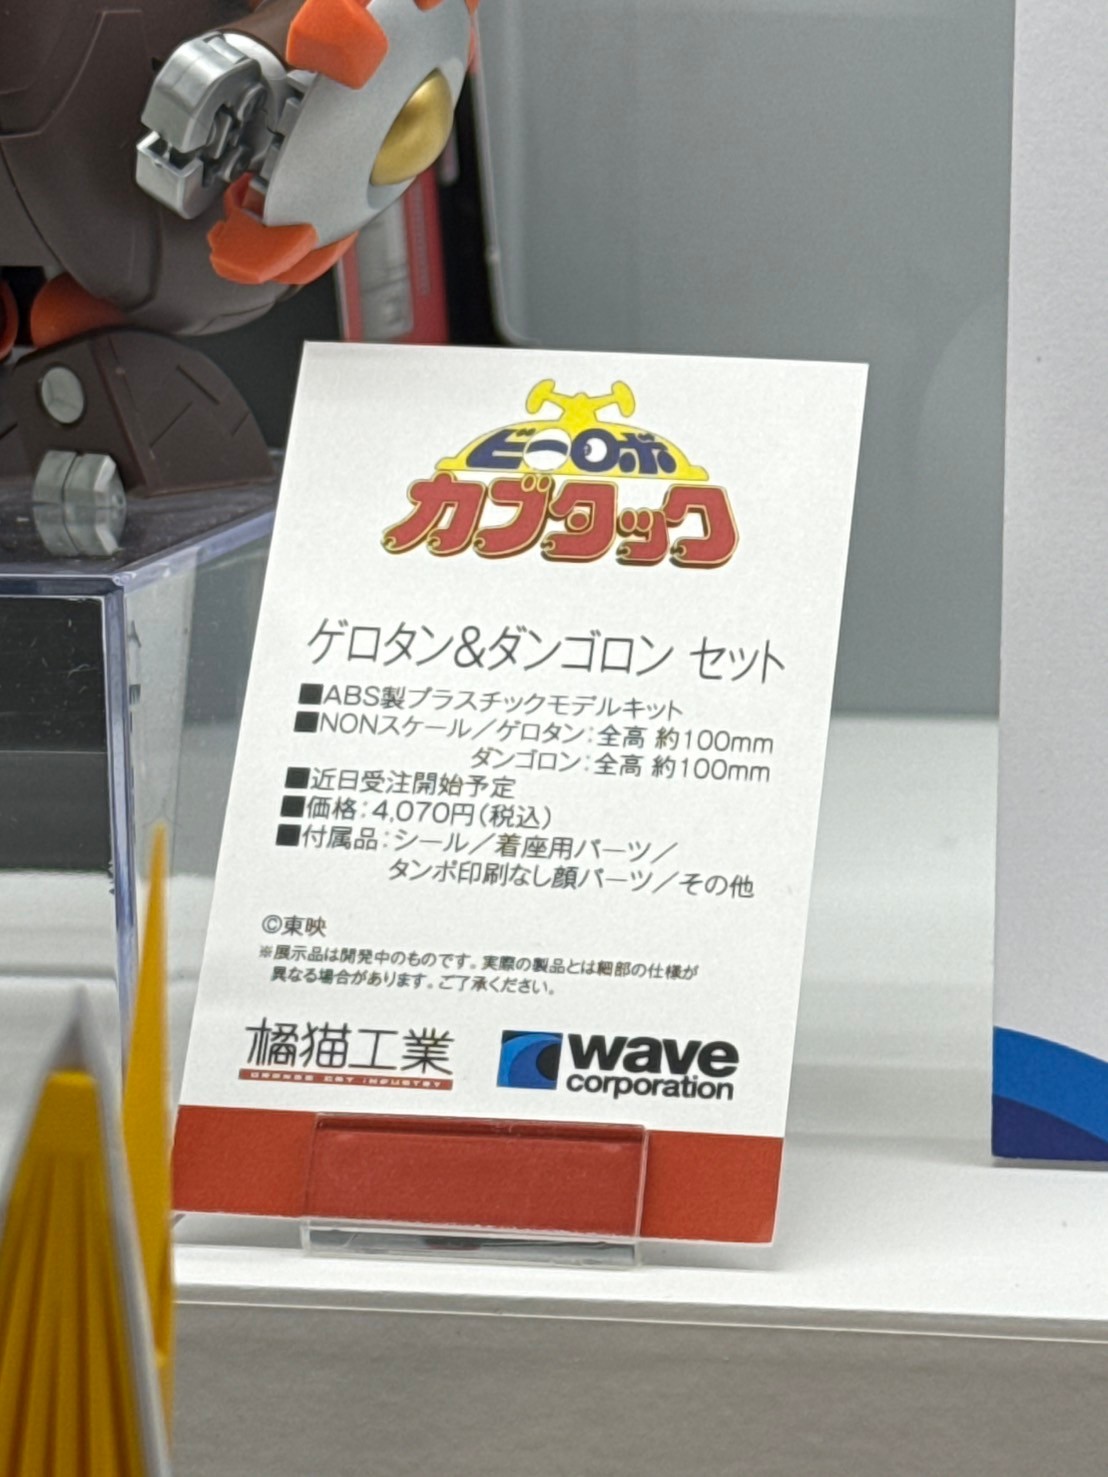 ビーロボ
カブタック
ゲロタン&ダンゴロン セット
■ABS製プラスチックモデルキット
■NONスケール／ゲロタン:全高 約100mm
ダンゴロン:全高 約100mm
■近日受注開始予定
■価格:4,070円(税込)
■付属品:シール／着座用パーツ／
タンポ印刷なし顔パーツ／その他
©東映
※展示品は開発中のものです。実際の製品とは細部の仕様が
異なる場合があります。ご了承ください。
橘猫工業
ORANGE CAT INDUSTRY
wave
corporation